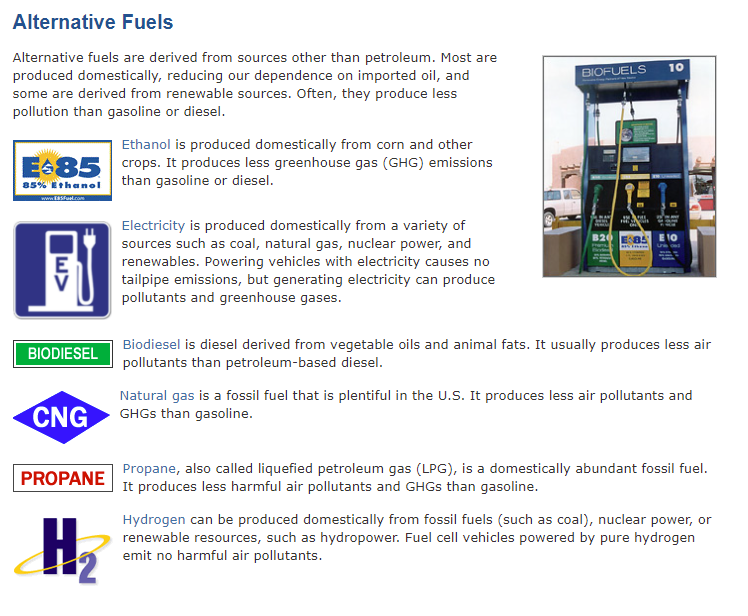 Alternative Fuels
Alternative fuels are derived from sources other than petroleum. Most are
produced domestically, reducing our dependence on imported oil, and
some are derived from renewable sources. Often, they produce less
pollution than gasoline or diesel.
BIOFUELS 10
B20
E85
85% Ethanol
E10
E85
85% Ethanol
www.E85Fuel.com
Ethanol is produced domestically from corn and other
crops. It produces less greenhouse gas (GHG) emissions
than gasoline or diesel.
EV
Electricity is produced domestically from a variety of
sources such as coal, natural gas, nuclear power, and
renewables. Powering vehicles with electricity causes no
tailpipe emissions, but generating electricity can produce
pollutants and greenhouse gases.
BIODIESEL
Biodiesel is diesel derived from vegetable oils and animal fats. It usually produces less air
pollutants than petroleum-based diesel.
CNG
Natural gas is a fossil fuel that is plentiful in the U.S. It produces less air pollutants and
GHGs than gasoline.
PROPANE
Propane, also called liquefied petroleum gas (LPG), is a domestically abundant fossil fuel.
It produces less harmful air pollutants and GHGs than gasoline.
H2
Hydrogen can be produced domestically from fossil fuels (such as coal), nuclear power, or
renewable resources, such as hydropower. Fuel cell vehicles powered by pure hydrogen
emit no harmful air pollutants.